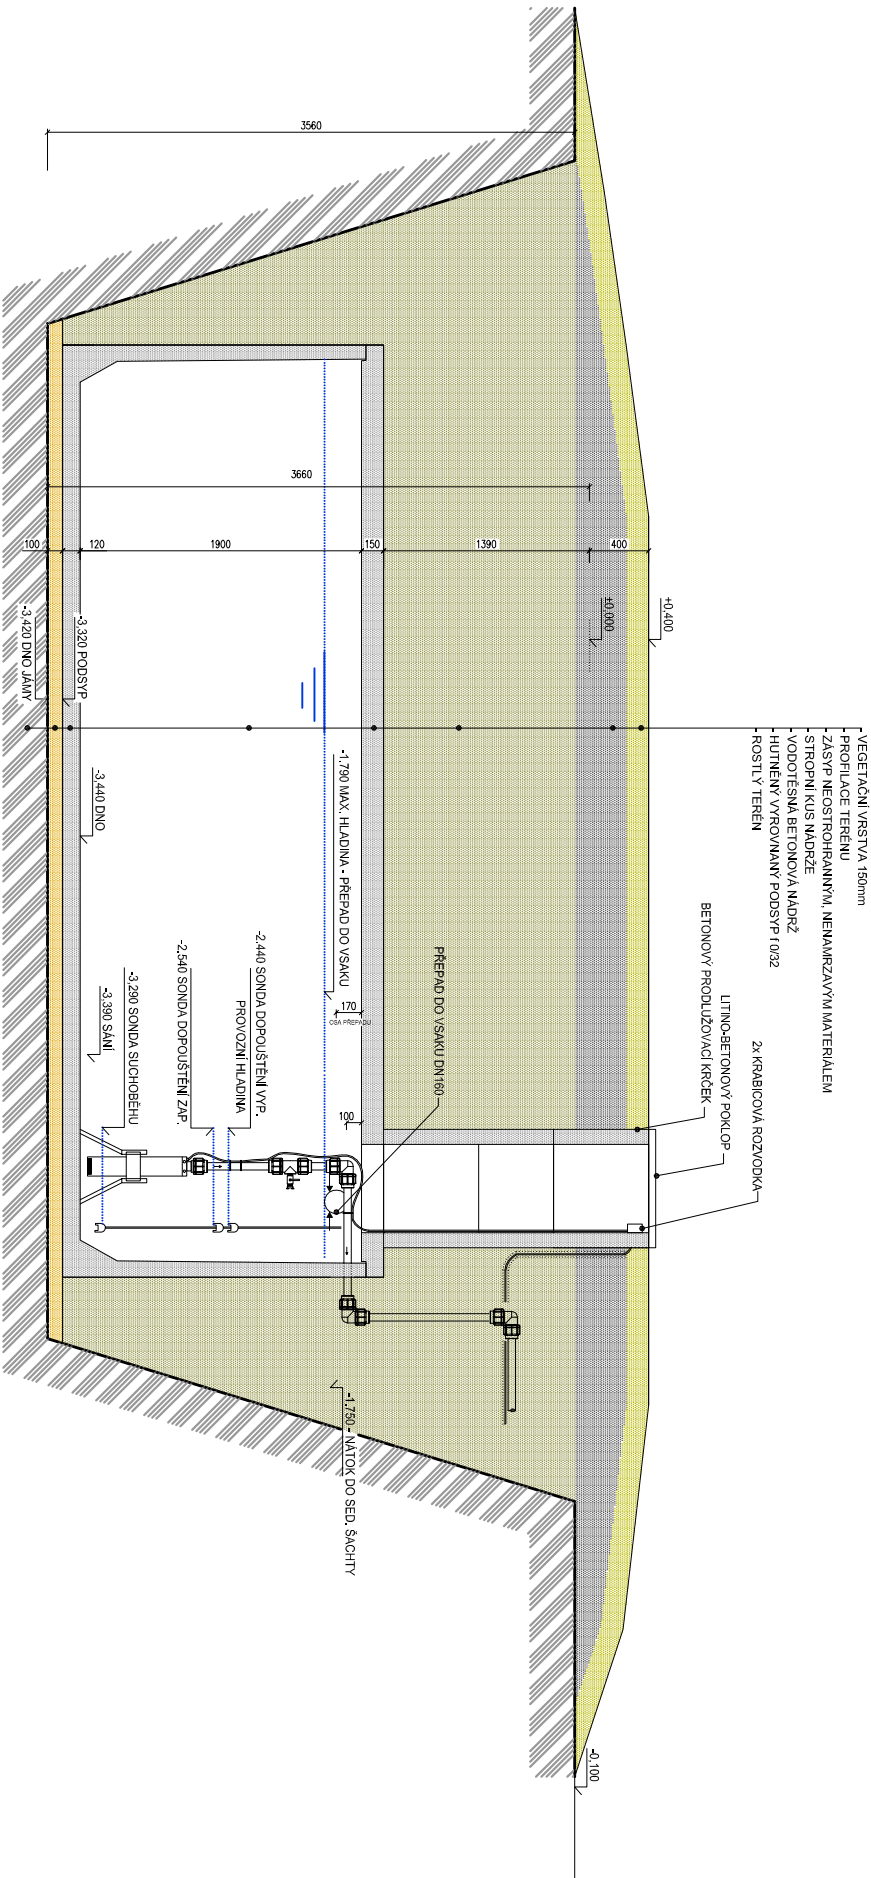 VEGETAČNÍ VRSTVA 150mm
PROFILACE TERÉNU
ZÁSYP NEOSTROHRANNÝM, NENAMRZAVÝM MATERIÁLEM
STROPNÍ KUS NÁDRŽE
VODOTĚSNÁ BETONOVÁ NÁDRŽ
HUTNĚNÝ VYROVNANÝ PODSYP f 0/32
ROSTLÝ TERÉN
2x KRABICOVÁ ROZVODKA
LITINO-BETONOVÝ POKLOP
BETONOVÝ PRODLUŽOVACÍ KRČEK
+0,400
±0,000
-0,100
400
1390
150
1900
120
100
3660
3560
PŘEPAD DO VSAKU DN160
-1,790 MAX. HLADINA - PŘEPAD DO VSAKU
170
OSA PŘEPADU
100
-1.750 - NÁTOK DO SED. ŠACHTY
-2,440 SONDA DOPOUŠTĚNÍ VYP.
PROVOZNÍ HLADINA
-2,540 SONDA DOPOUŠTĚNÍ ZAP.
-3,290 SONDA SUCHOBĚHU
-3,390 SÁNÍ
-3,440 DNO
-3,320 PODSYP
-3,420 DNO JÁMY